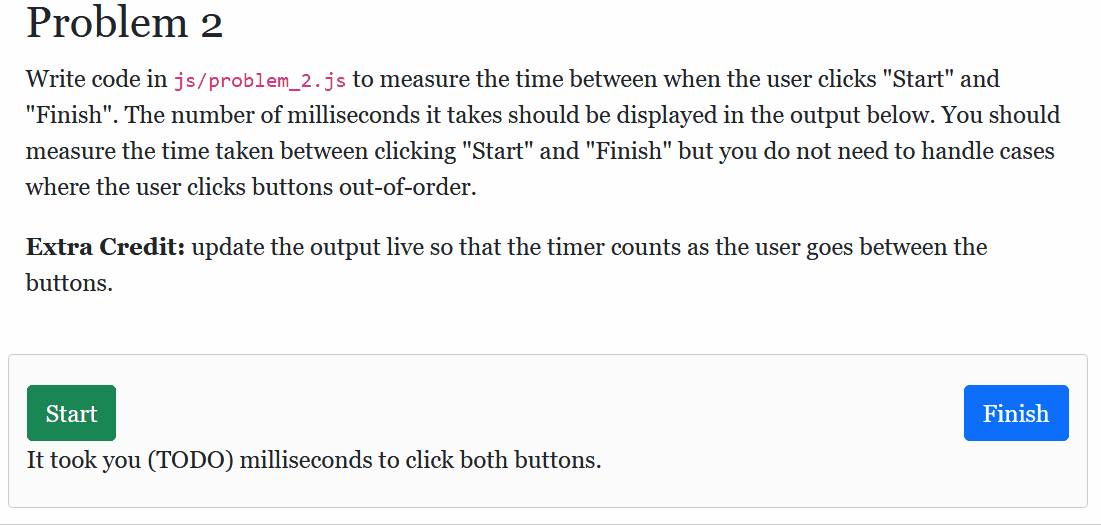 Problem 2
Write code in js/problem_2.js to measure the time between when the user clicks "Start" and
"Finish". The number of milliseconds it takes should be displayed in the output below. You should
measure the time taken between clicking "Start" and "Finish" but you do not need to handle cases
where the user clicks buttons out-of-order.
Extra Credit: update the output live so that the timer counts as the user goes between the
buttons.
Start
Finish
It took you (TODO) milliseconds to click both buttons.